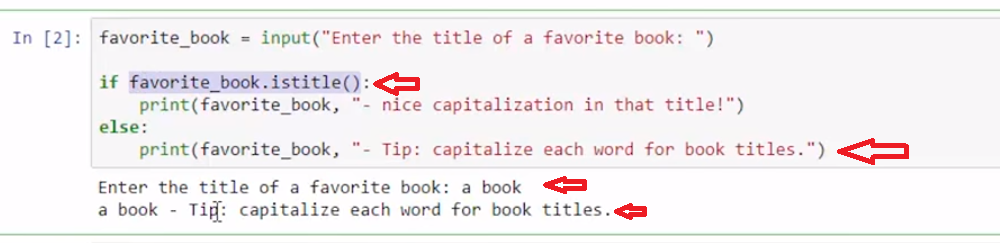 In [2]: favorite_book = input("Enter the title of a favorite book: ")
if favorite_book.istitle():
print(favorite_book, "- nice capitalization in that title!")
else:
print(favorite_book, "- Tip: capitalize each word for book titles.")
Enter the title of a favorite book: a book
a book - Tip: capitalize each word for book titles.